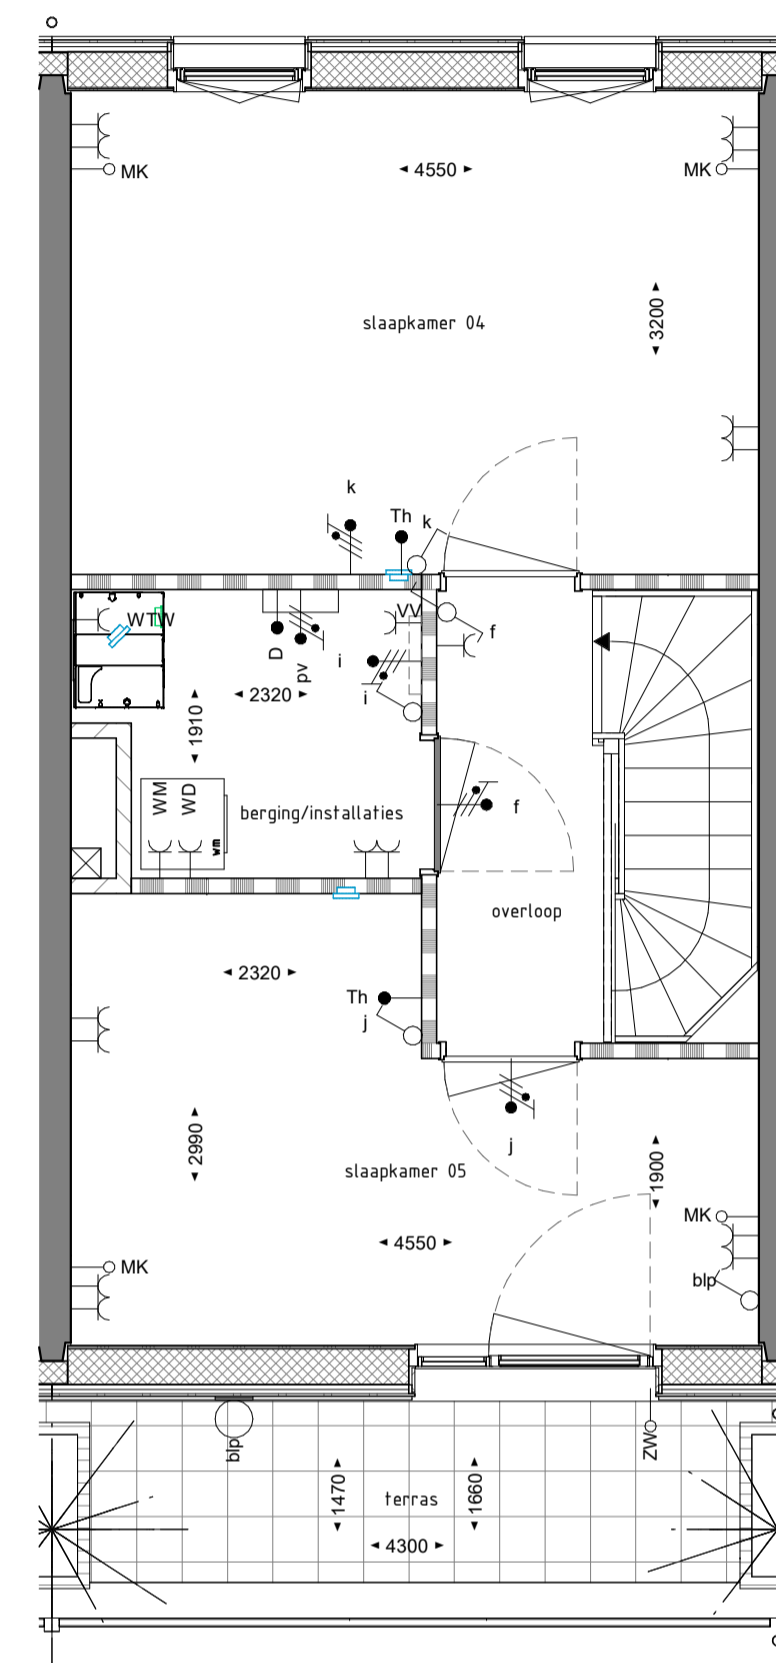 MK
MK
4550
3200
slaapkamer 04
k
Th
k
WTW
VV
f
D
pv
i
i
2320
1910
WM
WD
wm
berging/installaties
f
overloop
2320
Th
j
j
2990
slaapkamer 05
1900
MK
4550
MK
blp
blp
ZW
1470
terras
1660
4300